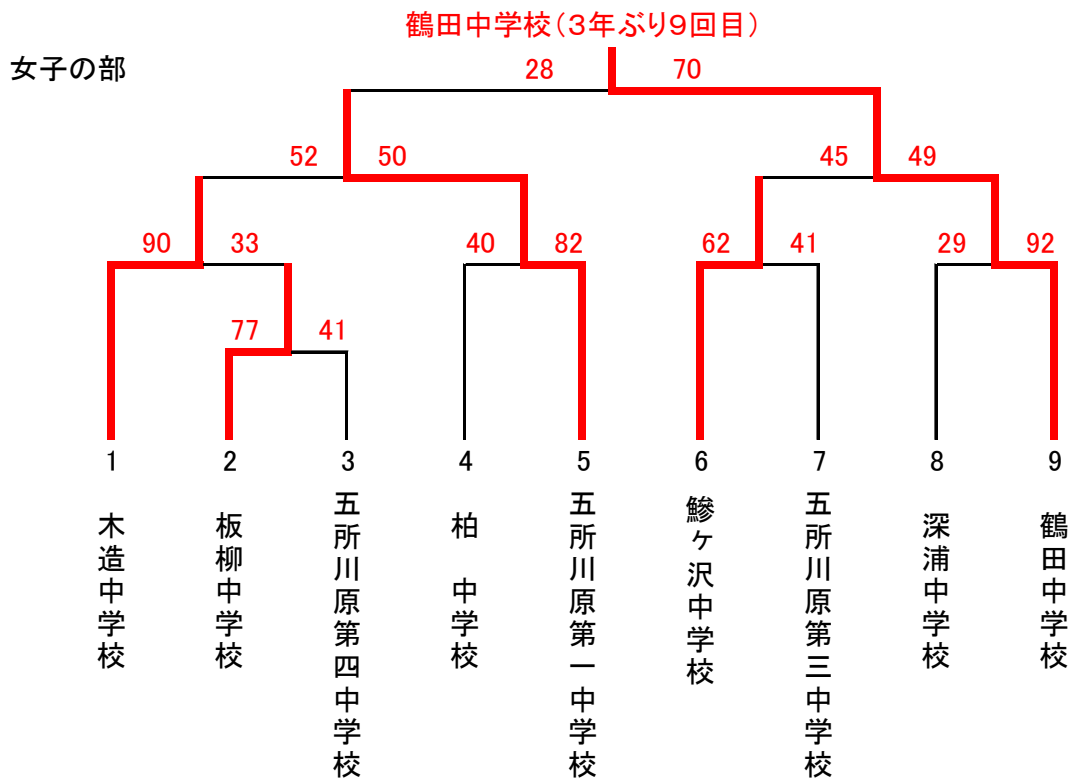 鶴田中学校（３年ぶり９回目）
女子の部
28 70
52 50 45 49
90 33 40 82 62 41 29 92
77 41
1 2 3 4 5 6 7 8 9
木造中学校
板柳中学校
五所川原第四中学校
柏　中学校
五所川原第一中学校
鰺ヶ沢中学校
五所川原第三中学校
深浦中学校
鶴田中学校